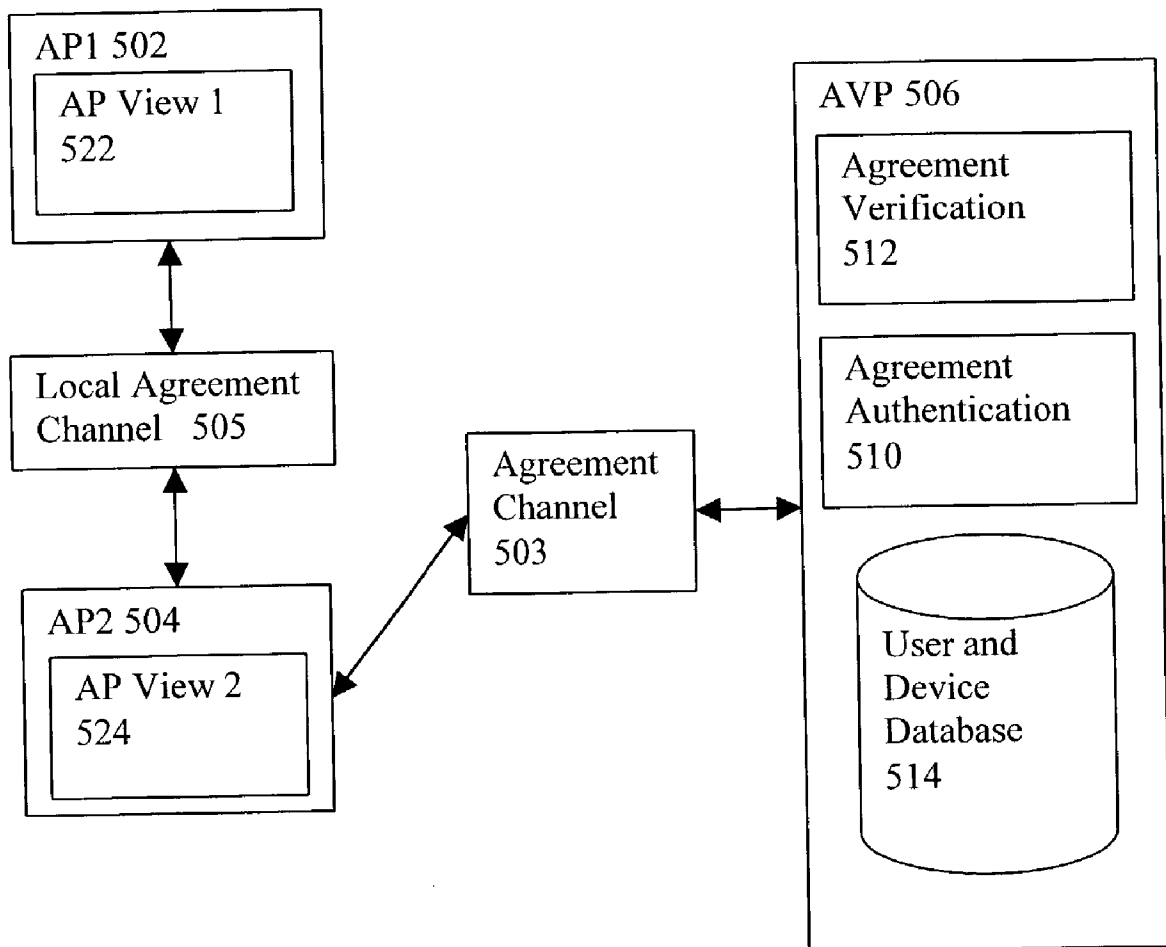 AP1 502
AP View 1
522
Local Agreement
Channel 505
AP2 504
AP View 2
524
Agreement
Channel
503
AVP 506
Agreement
Verification
512
Agreement
Authentication
510
User and
Device
Database
514